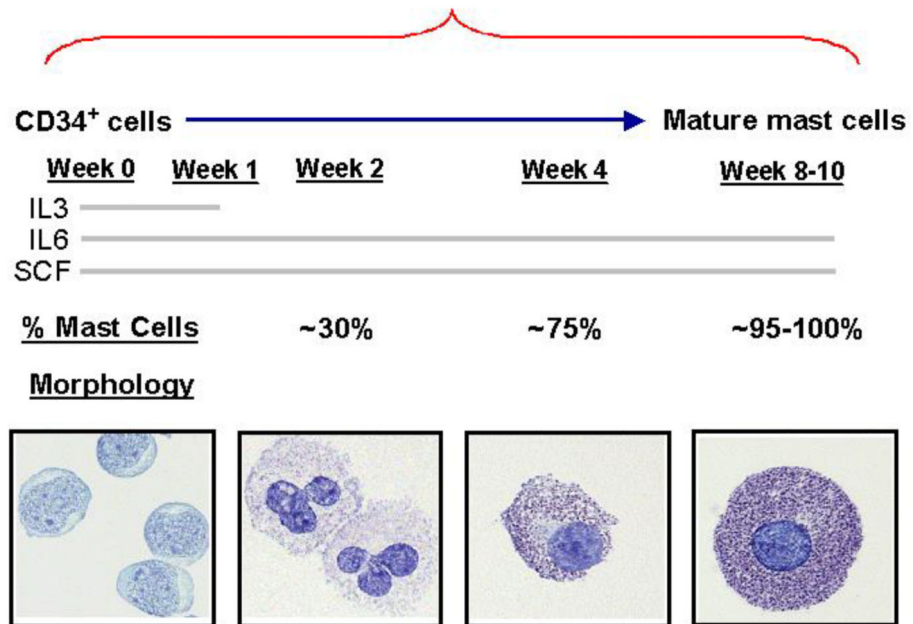 CD34+ cells Mature mast cells
Week 0 Week 1 Week 2 Week 4 Week 8-10
IL3
IL6
SCF
% Mast Cells ~30% ~75% ~95-100%
Morphology